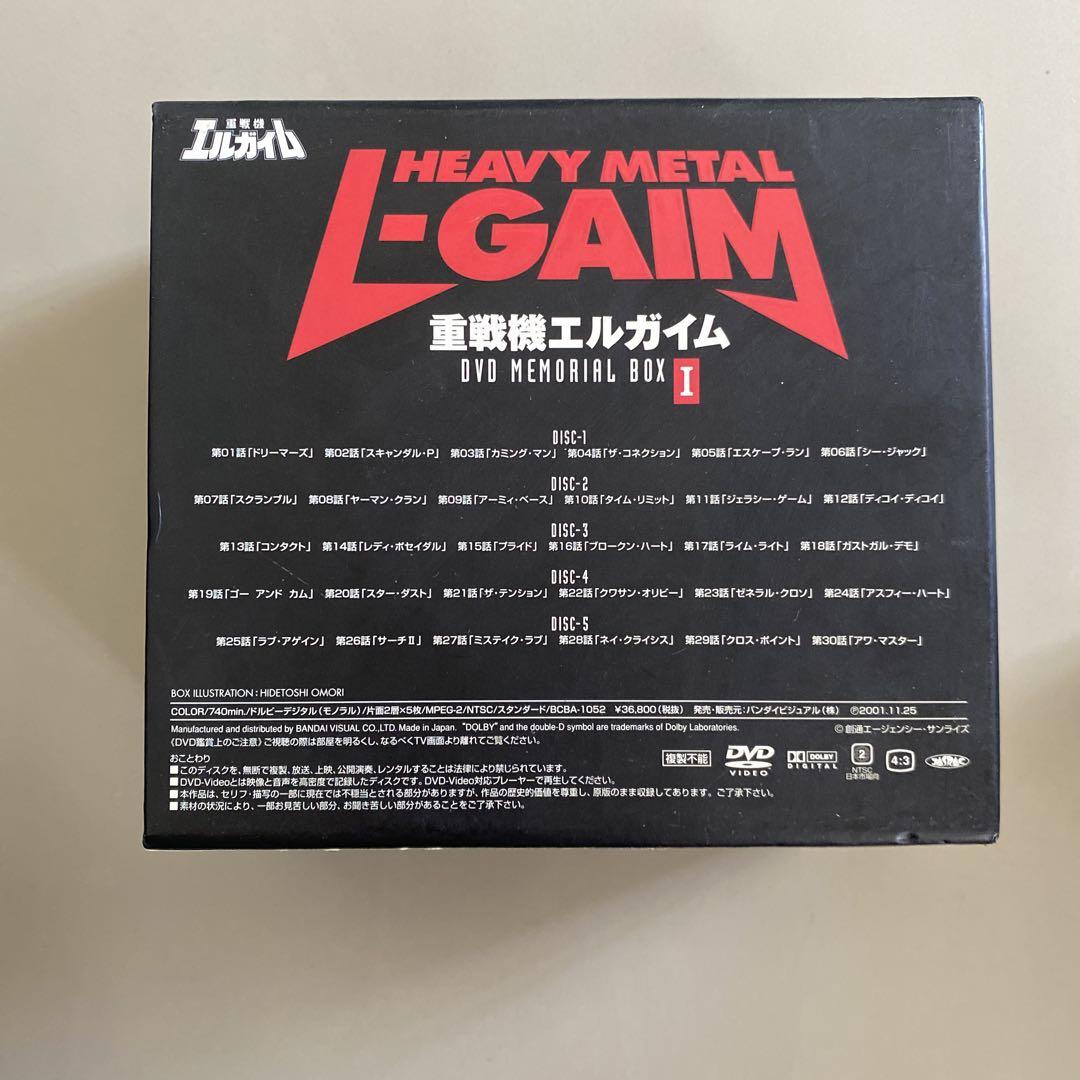 重戦機
エルガイム
HEAVY METAL
L-GAIM
重戦機エルガイム
DVD MEMORIAL BOX I
DISC-1
第01話「ドリーマーズ」 第02話「スキャンダル・P」 第03話「カミング・マン」 第04話「ザ・コネクション」 第05話「エスケープ・ラン」 第06話「シー・ジャック」
DISC-2
第07話「スクランブル」 第08話「ヤーマン・クラン」 第09話「アーミィ・ベース」 第10話「タイム・リミット」 第11話「ジェラシー・ゲーム」 第12話「ディコイ・ディコイ」
DISC-3
第13話「コンタクト」 第14話「レディ・ポセイダル」 第15話「プライド」 第16話「ブロークン・ハート」 第17話「ライム・ライト」 第18話「ガストガル・デモ」
DISC-4
第19話「ゴー アンド カム」 第20話「スター・ダスト」 第21話「ザ・テンション」 第22話「クワサン・オリビー」 第23話「ゼネラル・クロソ」 第24話「アスフィー・ハート」
DISC-5
第25話「ラブ・アゲイン」 第26話「サーチⅡ」 第27話「ミステイク・ラブ」 第28話「ネイ・クライシス」 第29話「クロス・ポイント」 第30話「アワ・マスター」
BOX ILLUSTRATION : HIDETOSHI OMORI
COLOR/740min./ドルビーデジタル(モノラル)/片面2層×5枚/MPEG-2/NTSC/スタンダード/BCBA-1052 ¥36,800(税抜) 発売・販売元:バンダイビジュアル(株) ℗2001.11.25
Manufactured and distributed by BANDAI VISUAL CO.,LTD. Made in Japan. "DOLBY" and the double-D symbol are trademarks of Dolby Laboratories.
©創通エージェンシー・サンライズ
〈DVD鑑賞上のご注意〉ご視聴の際は部屋を明るくし、なるべくTV画面より離れてご覧ください。
おことわり
■このディスクを、無断で複製、放送、上映、公開演奏、レンタルすることは法律により禁じられています。
■DVD-Videoとは映像と音声を高密度で記録したディスクです。DVD-Video対応プレーヤーで再生してください。
■本作品は、セリフ・描写の一部に現在では不穏当とされる部分がありますが、作品の歴史的価値を尊重し、原版のまま収録してあります。ご了承下さい。
■素材の状況により、一部お見苦しい部分、お聞き苦しい部分があることをご了承下さい。
複製不能
DVD
VIDEO
DOLBY
DIGITAL
2
NTSC
日本市場向
4:3
JASRAC